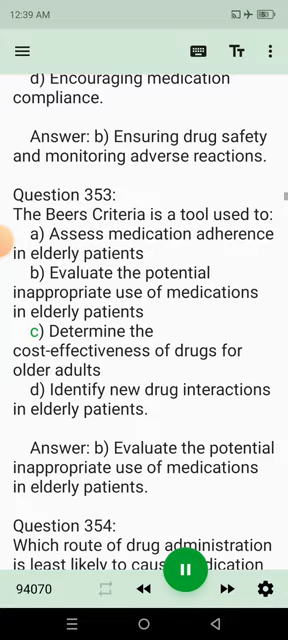 12:39 AM
d) Encouraging medication
compliance.
Answer: b) Ensuring drug safety
and monitoring adverse reactions.
Question 353:
The Beers Criteria is a tool used to:
a) Assess medication adherence
in elderly patients
b) Evaluate the potential
inappropriate use of medications
in elderly patients
c) Determine the
cost-effectiveness of drugs for
older adults
d) Identify new drug interactions
in elderly patients.
Answer: b) Evaluate the potential
inappropriate use of medications
in elderly patients.
Question 354:
Which route of drug administration
is least likely to
94070